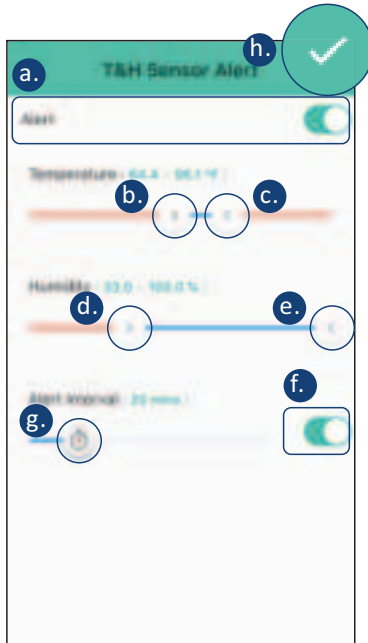 h.
T&H Sensor Alert
a.
Alert
Temperature
b.
c.
Humidity
d.
e.
Alert Interval
f.
g.